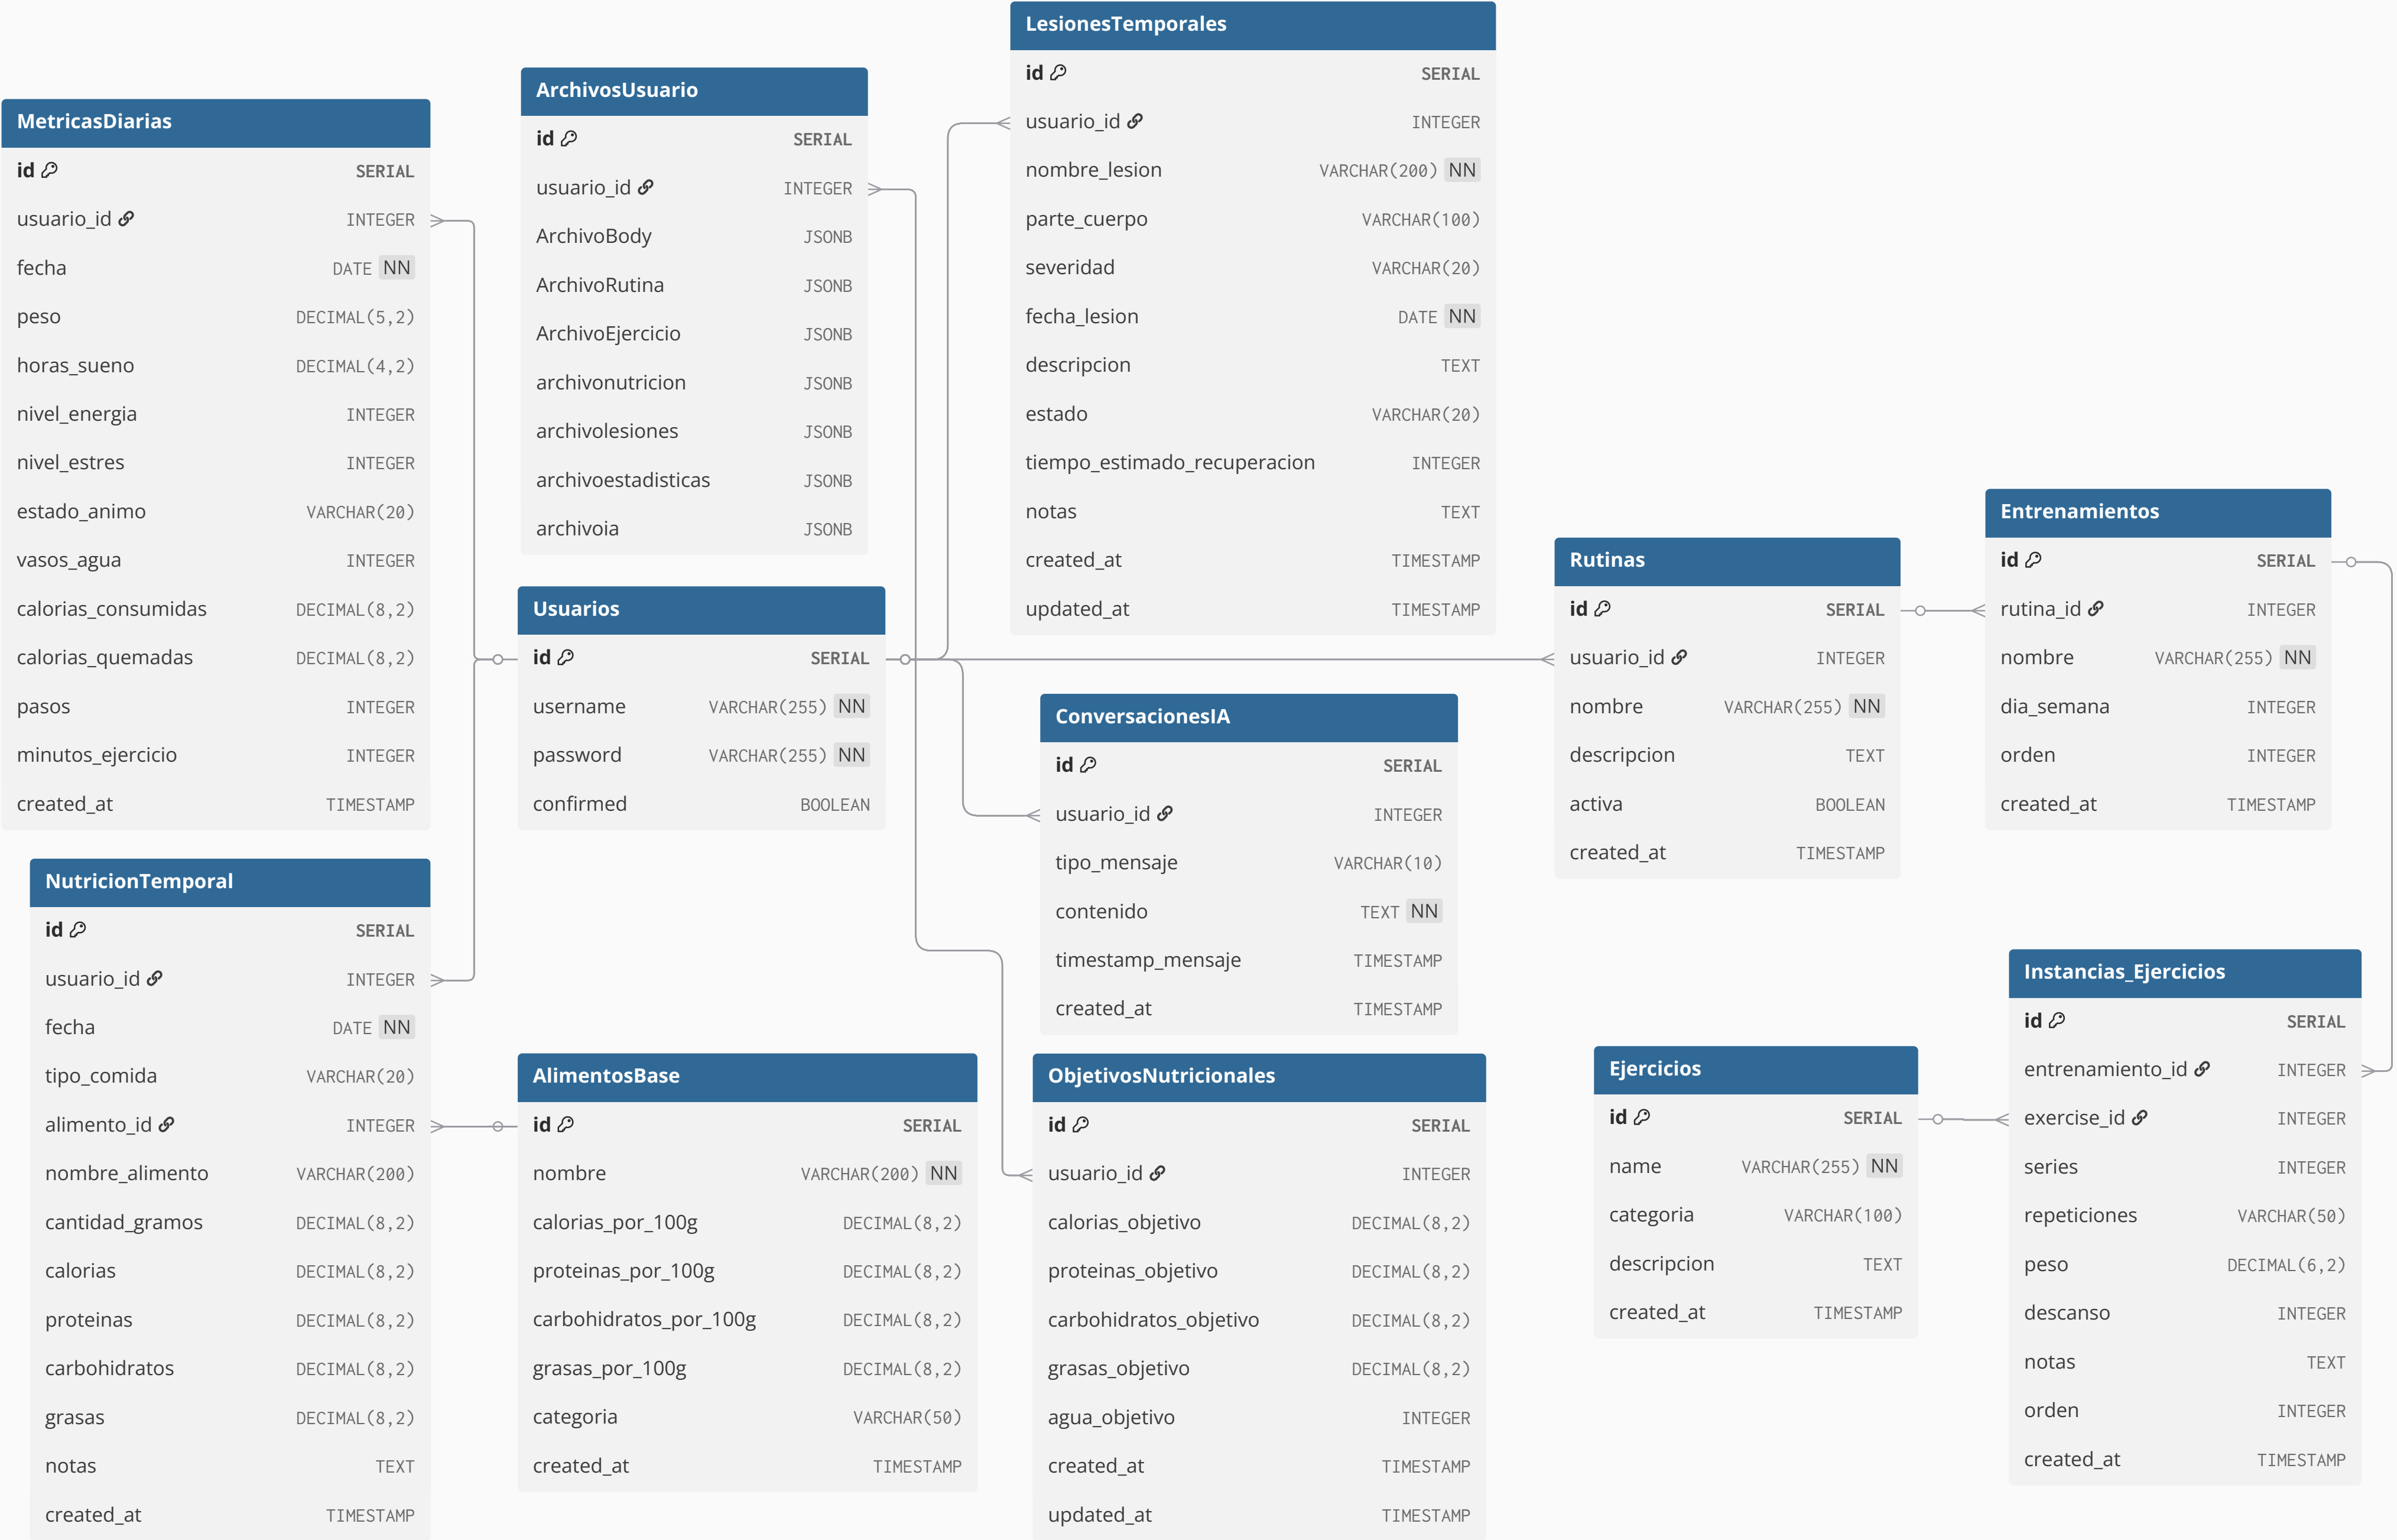 LesionesTemporales
id SERIAL
usuario_id INTEGER
nombre_lesion VARCHAR(200) NN
parte_cuerpo VARCHAR(100)
severidad VARCHAR(20)
fecha_lesion DATE NN
descripcion TEXT
estado VARCHAR(20)
tiempo_estimado_recuperacion INTEGER
notas TEXT
created_at TIMESTAMP
updated_at TIMESTAMP
ArchivosUsuario
id SERIAL
usuario_id INTEGER
ArchivoBody JSONB
ArchivoRutina JSONB
ArchivoEjercicio JSONB
archivonutricion JSONB
archivolesiones JSONB
archivoestadisticas JSONB
archivoia JSONB
MetricasDiarias
id SERIAL
usuario_id INTEGER
fecha DATE NN
peso DECIMAL(5,2)
horas_sueno DECIMAL(4,2)
nivel_energia INTEGER
nivel_estres INTEGER
estado_animo VARCHAR(20)
vasos_agua INTEGER
calorias_consumidas DECIMAL(8,2)
calorias_quemadas DECIMAL(8,2)
pasos INTEGER
minutos_ejercicio INTEGER
created_at TIMESTAMP
Usuarios
id SERIAL
username VARCHAR(255) NN
password VARCHAR(255) NN
confirmed BOOLEAN
Rutinas
id SERIAL
usuario_id INTEGER
nombre VARCHAR(255) NN
descripcion TEXT
activa BOOLEAN
created_at TIMESTAMP
Entrenamientos
id SERIAL
rutina_id INTEGER
nombre VARCHAR(255) NN
dia_semana INTEGER
orden INTEGER
created_at TIMESTAMP
ConversacionesIA
id SERIAL
usuario_id INTEGER
tipo_mensaje VARCHAR(10)
contenido TEXT NN
timestamp_mensaje TIMESTAMP
created_at TIMESTAMP
NutricionTemporal
id SERIAL
usuario_id INTEGER
fecha DATE NN
tipo_comida VARCHAR(20)
alimento_id INTEGER
nombre_alimento VARCHAR(200)
cantidad_gramos DECIMAL(8,2)
calorias DECIMAL(8,2)
proteinas DECIMAL(8,2)
carbohidratos DECIMAL(8,2)
grasas DECIMAL(8,2)
notas TEXT
created_at TIMESTAMP
AlimentosBase
id SERIAL
nombre VARCHAR(200) NN
calorias_por_100g DECIMAL(8,2)
proteinas_por_100g DECIMAL(8,2)
carbohidratos_por_100g DECIMAL(8,2)
grasas_por_100g DECIMAL(8,2)
categoria VARCHAR(50)
created_at TIMESTAMP
ObjetivosNutricionales
id SERIAL
usuario_id INTEGER
calorias_objetivo DECIMAL(8,2)
proteinas_objetivo DECIMAL(8,2)
carbohidratos_objetivo DECIMAL(8,2)
grasas_objetivo DECIMAL(8,2)
agua_objetivo INTEGER
created_at TIMESTAMP
updated_at TIMESTAMP
Ejercicios
id SERIAL
name VARCHAR(255) NN
categoria VARCHAR(100)
descripcion TEXT
created_at TIMESTAMP
Instancias_Ejercicios
id SERIAL
entrenamiento_id INTEGER
exercise_id INTEGER
series INTEGER
repeticiones VARCHAR(50)
peso DECIMAL(6,2)
descanso INTEGER
notas TEXT
orden INTEGER
created_at TIMESTAMP